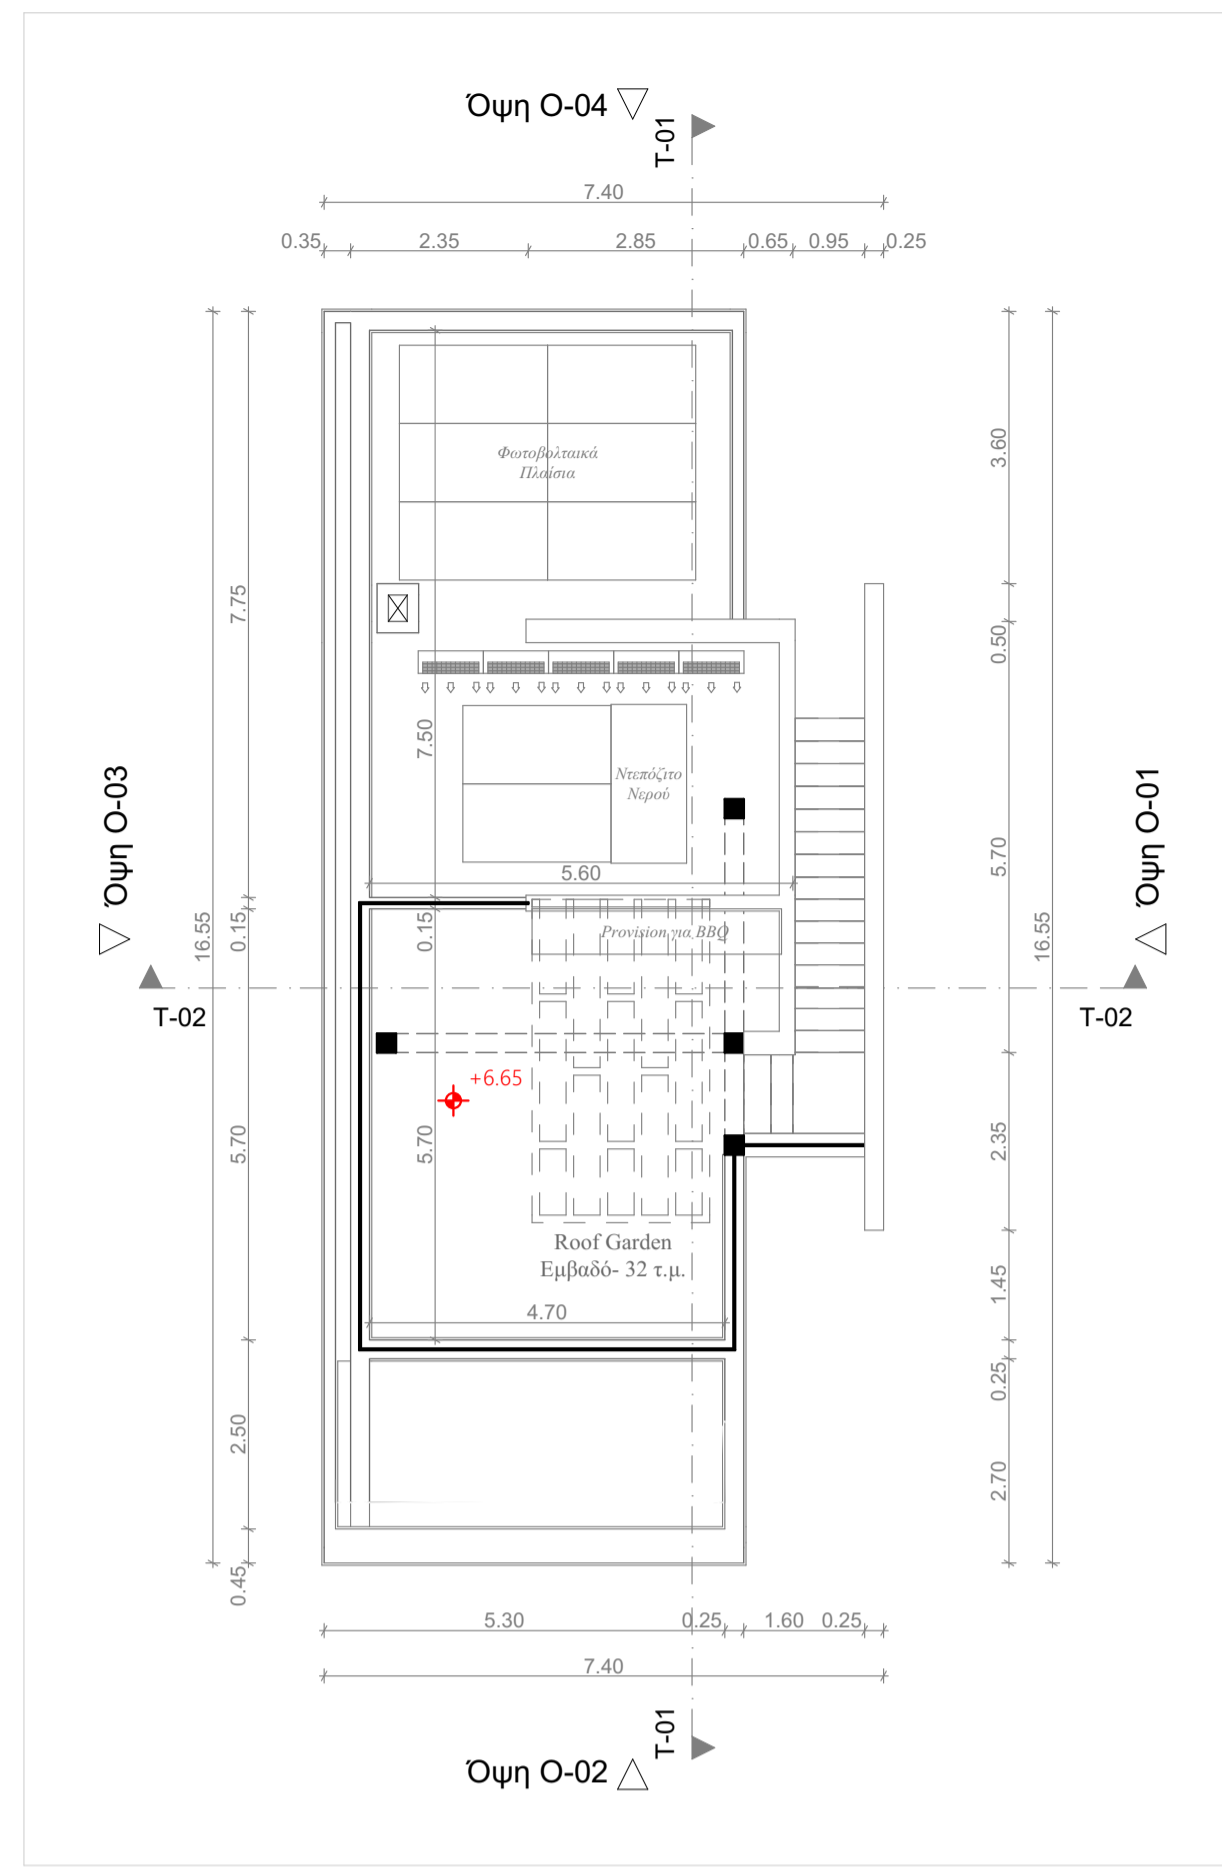 Όψη Ο-04
T-01
7.40
0.35
2.35
2.85
0.65
0.95
0.25
Φωτοβολταικά
Πλαίσια
3.60
7.75
0.50
7.50
Ντεπόζιτο
Νερού
Όψη Ο-03
Όψη Ο-01
5.70
5.60
16.55
0.15
0.15
Provision για BBQ
16.55
T-02
T-02
+6.65
5.70
5.70
2.35
Roof Garden
Εμβαδό- 32 τ.μ.
1.45
4.70
0.25
2.50
2.70
0.45
5.30
0.25
1.60
0.25
7.40
T-01
Όψη Ο-02